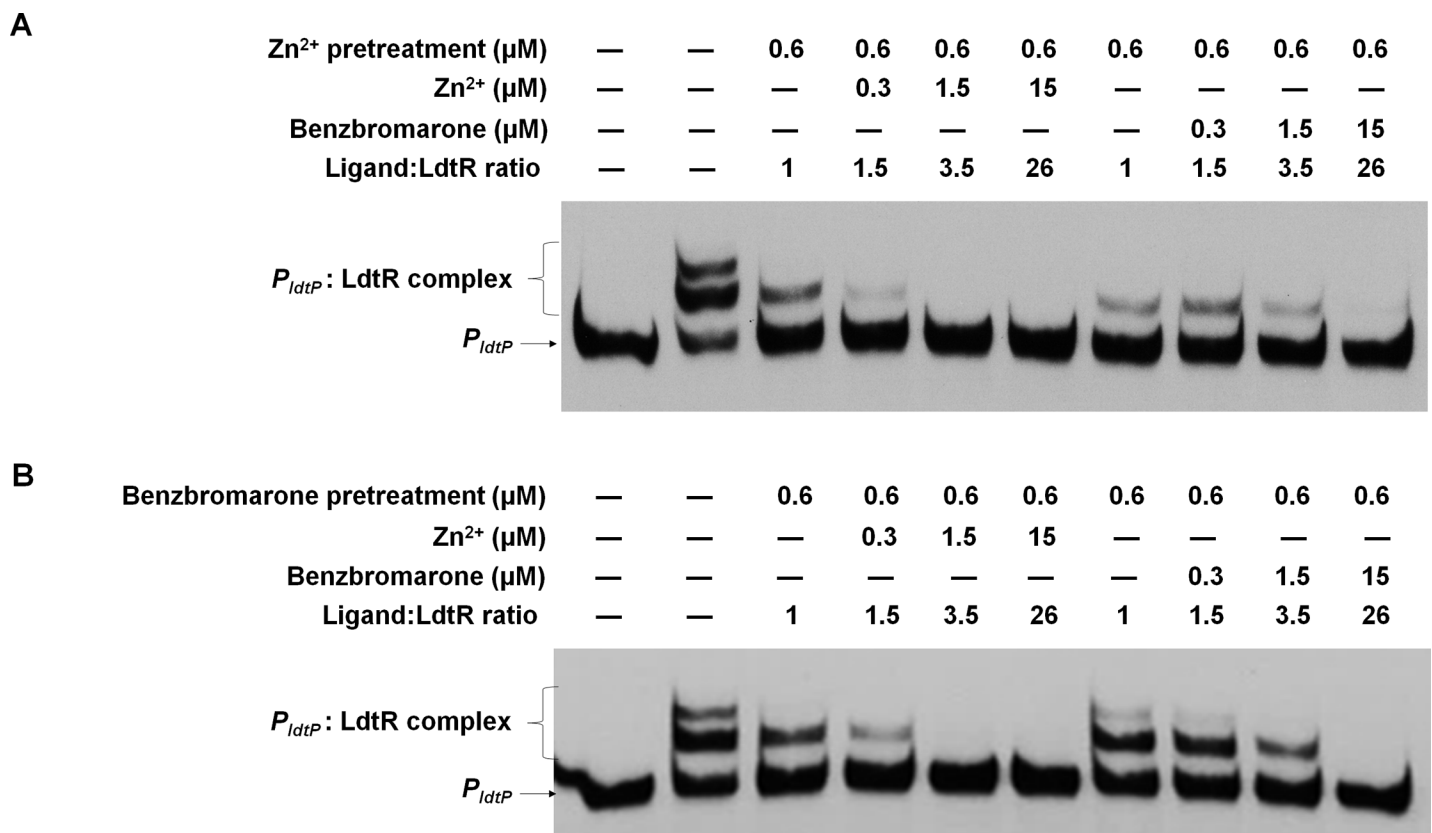 A
Zn²⁺ pretreatment (μM) — — 0.6 0.6 0.6 0.6 0.6 0.6 0.6 0.6
Zn²⁺ (μM) — — — 0.3 1.5 15 — — — —
Benzbromarone (μM) — — — — — — — 0.3 1.5 15
Ligand:LdtR ratio — — 1 1.5 3.5 26 1 1.5 3.5 26
P_ldtP : LdtR complex
P_ldtP
B
Benzbromarone pretreatment (μM) — — 0.6 0.6 0.6 0.6 0.6 0.6 0.6 0.6
Zn²⁺ (μM) — — — 0.3 1.5 15 — — — —
Benzbromarone (μM) — — — — — — — 0.3 1.5 15
Ligand:LdtR ratio — — 1 1.5 3.5 26 1 1.5 3.5 26
P_ldtP : LdtR complex
P_ldtP